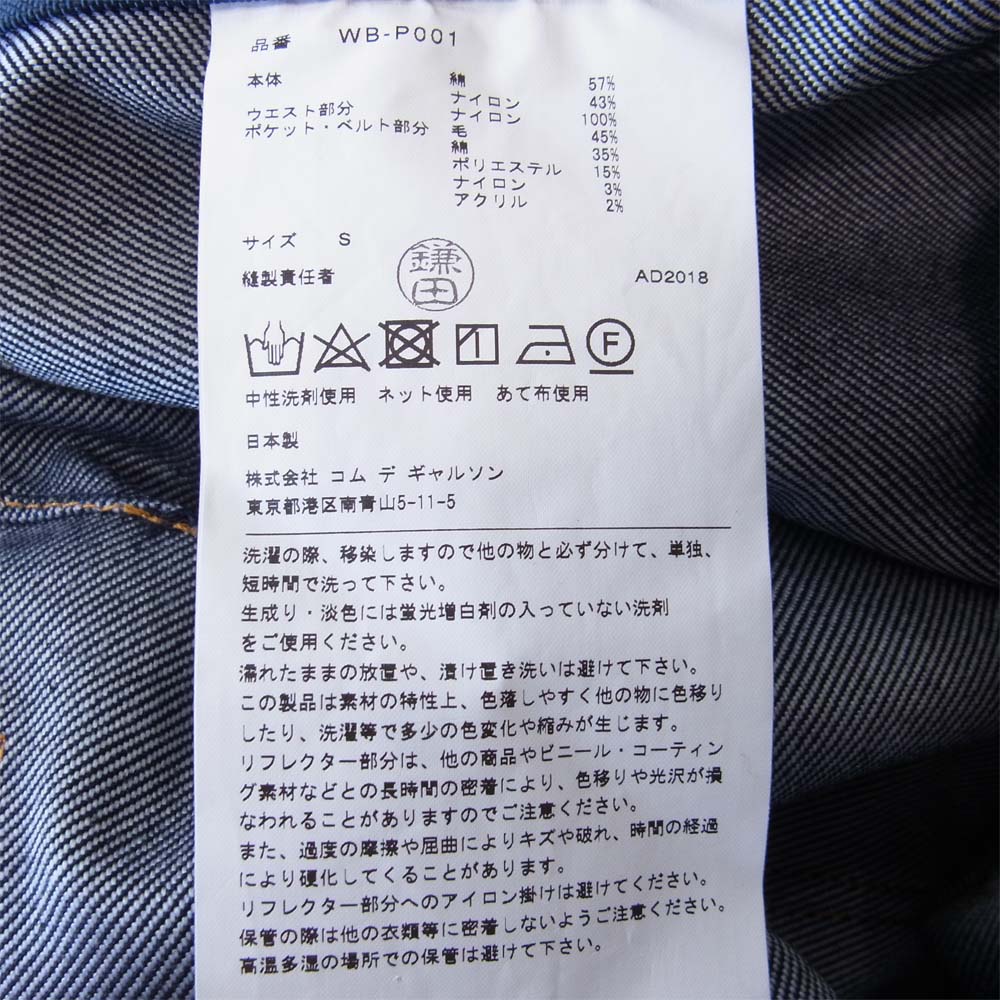 品番 WB-P001
本体 綿 57%
ナイロン 43%
ウエスト部分 ナイロン 100%
ポケット・ベルト部分 毛 45%
綿 35%
ポリエステル 15%
ナイロン 3%
アクリル 2%
サイズ S
縫製責任者 鎌田 AD2018
F
中性洗剤使用 ネット使用 あて布使用
日本製
株式会社 コム デ ギャルソン
東京都港区南青山5-11-5
洗濯の際、移染しますので他の物と必ず分けて、単独、
短時間で洗って下さい。
生成り・淡色には蛍光増白剤の入っていない洗剤
をご使用ください。
濡れたままの放置や、漬け置き洗いは避けて下さい。
この製品は素材の特性上、色落しやすく他の物に色移り
したり、洗濯等で多少の色変化や縮みが生じます。
リフレクター部分は、他の商品やビニール・コーティン
グ素材などとの長時間の密着により、色移りや光沢が損
なわれることがありますのでご注意ください。
また、過度の摩擦や屈曲によりキズや破れ、時間の経過
により硬化してくることがあります。
リフレクター部分へのアイロン掛けは避けてください。
保管の際は他の衣類等に密着しないようご注意ください。
高温多湿の場所での保管は避けて下さい。